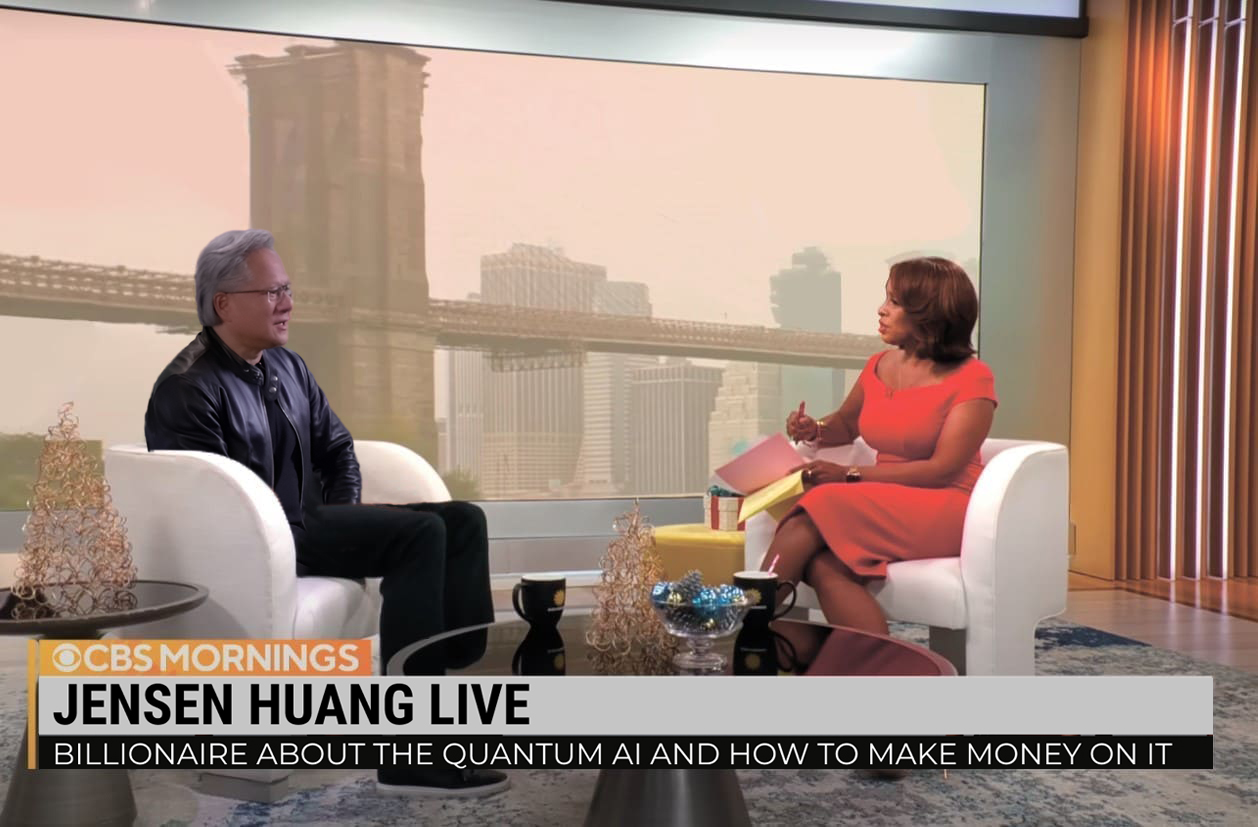 CBS MORNINGS
JENSEN HUANG LIVE
BILLIONAIRE ABOUT THE QUANTUM AI AND HOW TO MAKE MONEY ON IT